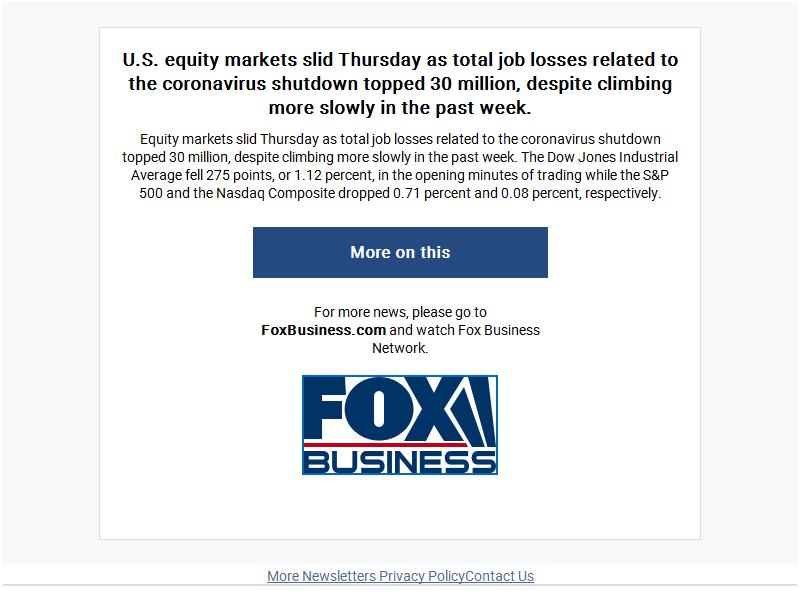 U.S. equity markets slid Thursday as total job losses related to
the coronavirus shutdown topped 30 million, despite climbing
more slowly in the past week.
Equity markets slid Thursday as total job losses related to the coronavirus shutdown
topped 30 million, despite climbing more slowly in the past week. The Dow Jones Industrial
Average fell 275 points, or 1.12 percent, in the opening minutes of trading while the S&P
500 and the Nasdaq Composite dropped 0.71 percent and 0.08 percent, respectively.
More on this
For more news, please go to
FoxBusiness.com and watch Fox Business
Network.
FOX
BUSINESS
More Newsletters Privacy PolicyContact Us